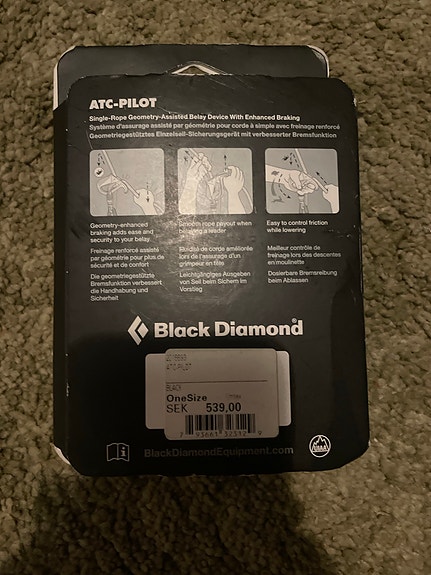 ATC-PILOT
Single-Rope Geometry-Assisted Belay Device With Enhanced Braking
Système d'assurage assisté par géométrie pour corde à simple avec freinage renforcé
Geometriegestütztes Einzelseil-Sicherungsgerät mit verbesserter Bremsfunktion
Geometry-enhanced
braking adds ease and
security to your belay.
Freinage renforcé assisté
par géométrie pour plus de
sécurité et de confort
Die geometriegestützte
Bremsfunktion verbessert
die Handhabung und
Sicherheit
Smooth rope payout when
belaying a leader
Fluidité de corde améliorée
lors de l'assurage d'un
grimpeur en tête
Leichtgängiges Ausgeben
von Seil beim Sichern im
Vorstieg
Easy to control friction
while lowering
Meilleur contrôle de
freinage lors des descentes
en moulinette
Dosierbare Bremsreibung
beim Ablassen
Black Diamond
ATC-PILOT
BLACK
OneSize
SEK 539,00
7 93661 32332 9
BlackDiamondEquipment.com
UIAA